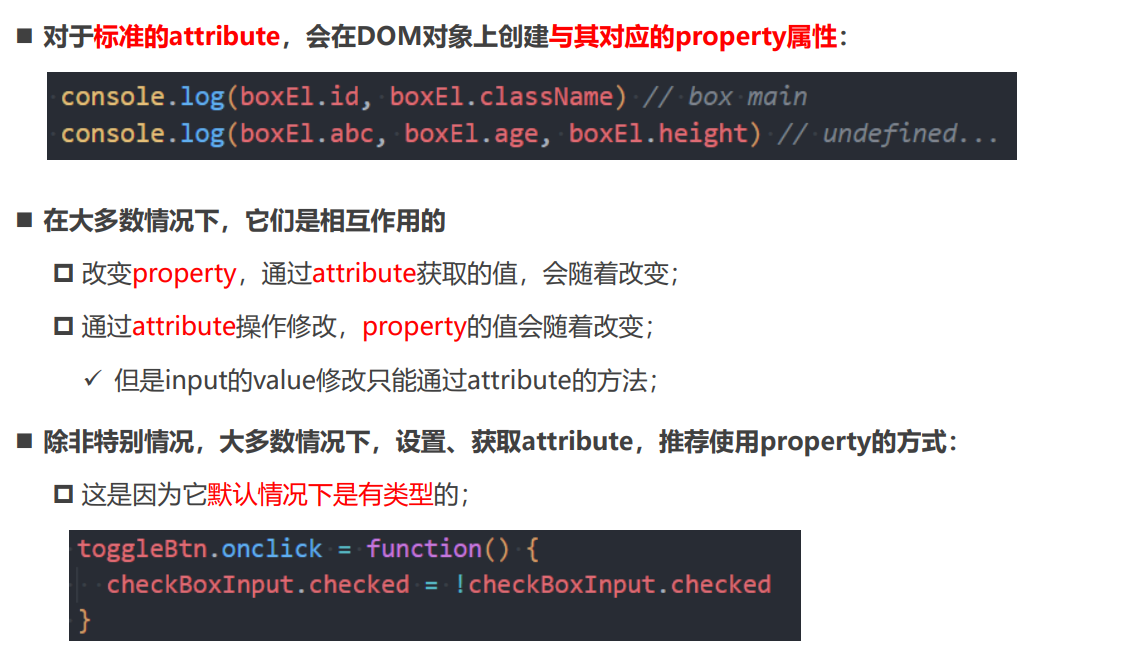 对于标准的attribute，会在DOM对象上创建与其对应的property属性：
console.log(boxEl.id, boxEl.className) // box main
console.log(boxEl.abc, boxEl.age, boxEl.height) // undefined...
在大多数情况下，它们是相互作用的
改变property，通过attribute获取的值，会随着改变；
通过attribute操作修改，property的值会随着改变；
✓ 但是input的value修改只能通过attribute的方法；
除非特别情况，大多数情况下，设置、获取attribute，推荐使用property的方式：
这是因为它默认情况下是有类型的；
toggleBtn.onclick = function() {
checkBoxInput.checked = !checkBoxInput.checked
}